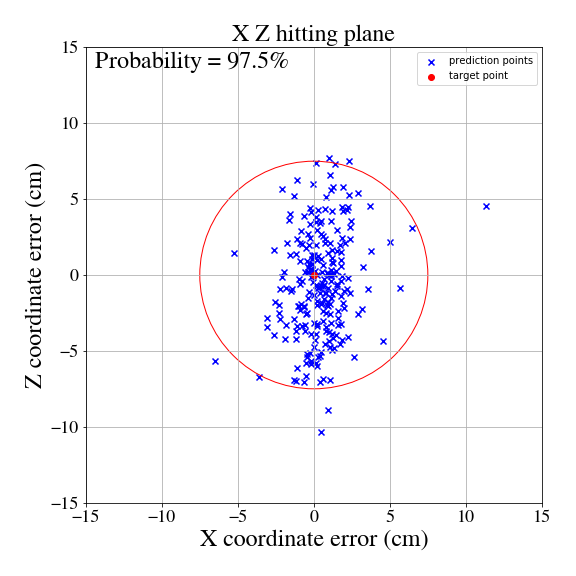 X Z hitting plane
Probability = 97.5%
prediction points
target point
15
10
5
0
−5
−10
−15
Z coordinate error (cm)
−15
−10
−5
0
5
10
15
X coordinate error (cm)